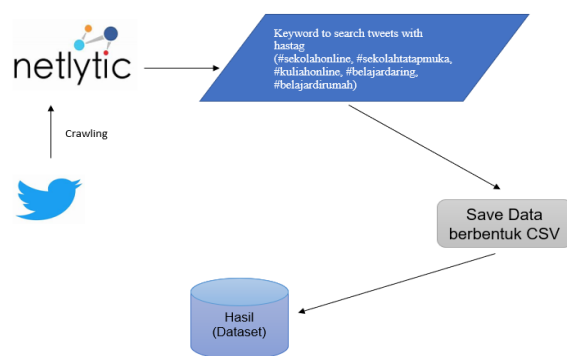 netlytic
Keyword to search tweets with
hastag
(#sekolahonline, #sekolahtatapmuka,
#kuliahonline, #belajardaring,
#belajardirumah)
Crawling
Save Data
berbentuk CSV
Hasil
(Dataset)